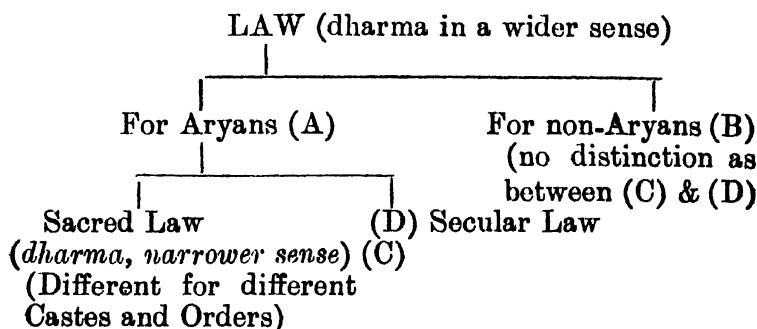 LAW (dharma in a wider sense)
For Aryans (A)
For non-Aryans (B)
(no distinction as
between (C) & (D)
Sacred Law
(D) Secular Law
(dharma, narrower sense) (C)
(Different for different
Castes and Orders)